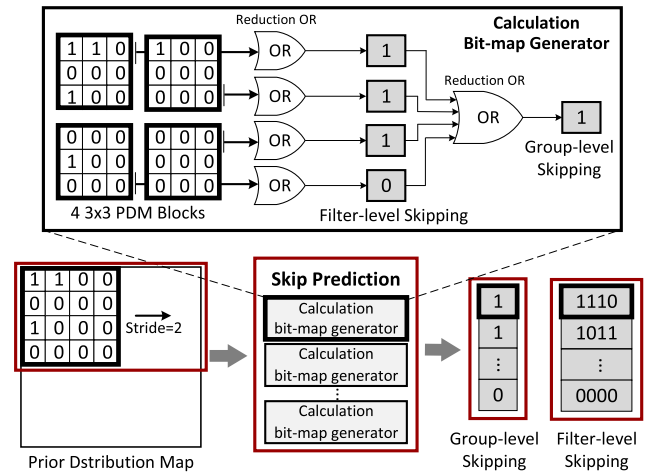 Reduction OR
Calculation
Bit-map Generator
1 1 0 1 0 0
0 0 0 0 0 0
1 0 0 0 0 0
0 0 0 0 0 0
1 0 0 0 0 0
0 0 0 0 0 0
OR 1
OR 1
OR 1
OR 0
Reduction OR
OR
1
Group-level
Skipping
4 3x3 PDM Blocks
Filter-level Skipping
1 1 0 0
0 0 0 0
1 0 0 0
0 0 0 0
Stride=2
Prior Dstribution Map
Skip Prediction
Calculation
bit-map generator
Calculation
bit-map generator
Calculation
bit-map generator
1
1
0
Group-level
Skipping
1110
1011
0000
Filter-level
Skipping